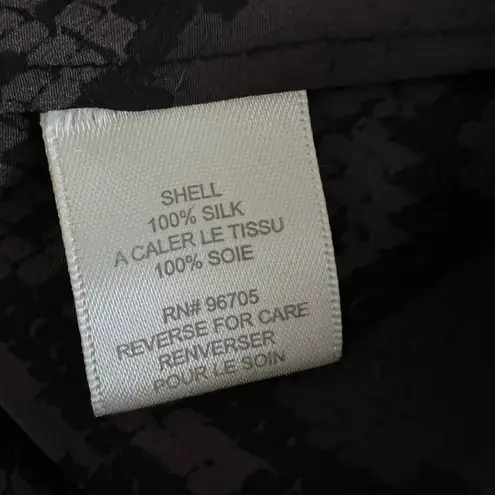 SHELL
100% SILK
A CALER LE TISSU
100% SOIE
RN# 96705
REVERSE FOR CARE
RENVERSER
POUR LE SOIN